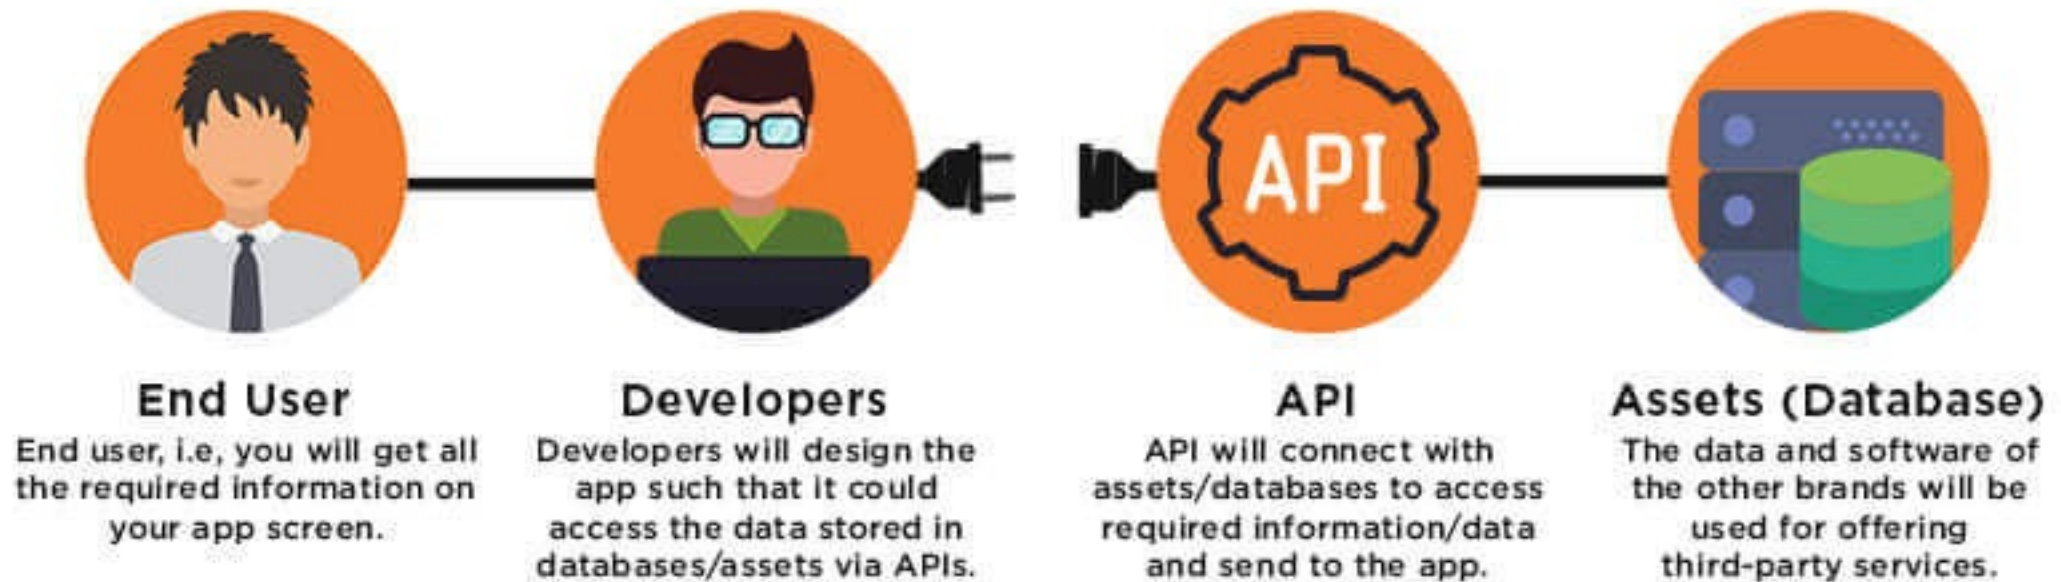 API
End User
End user, i.e, you will get all
the required information on
your app screen.
Developers
Developers will design the
app such that it could
access the data stored in
databases/assets via APIs.
API
API will connect with
assets/databases to access
required information/data
and send to the app.
Assets (Database)
The data and software of
the other brands will be
used for offering
third-party services.